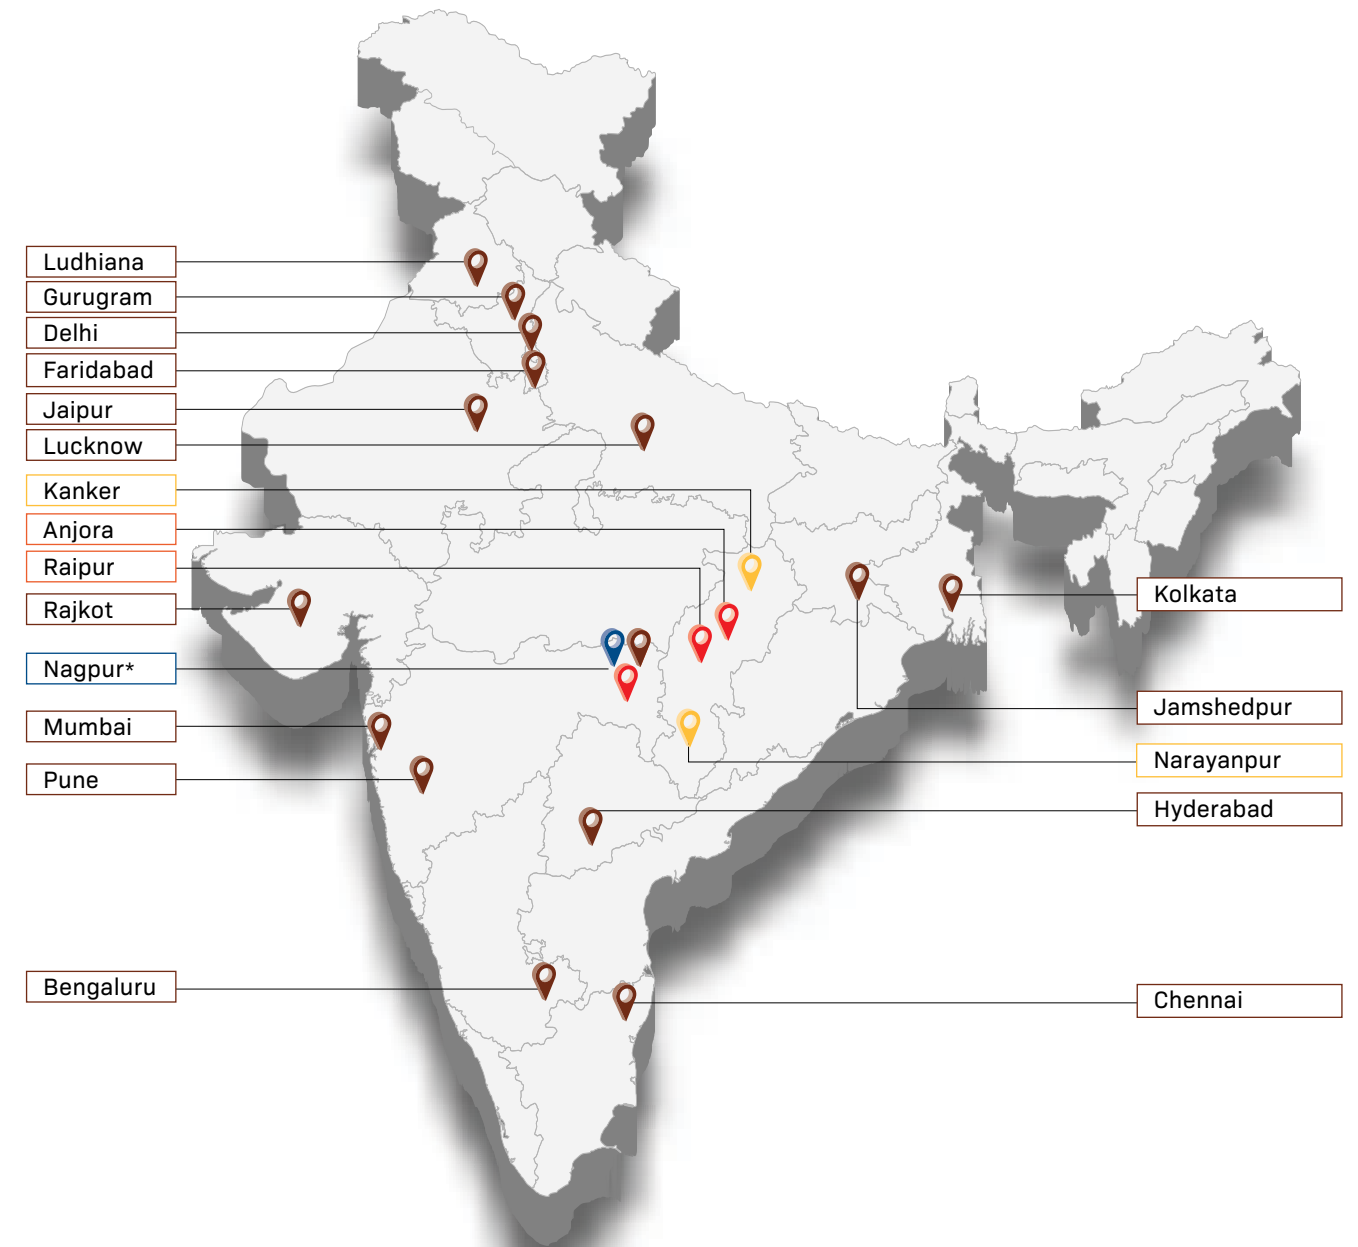 Ludhiana
Gurugram
Delhi
Faridabad
Jaipur
Lucknow
Kanker
Anjora
Raipur
Rajkot
Nagpur*
Mumbai
Pune
Bengaluru
Kolkata
Jamshedpur
Narayanpur
Hyderabad
Chennai